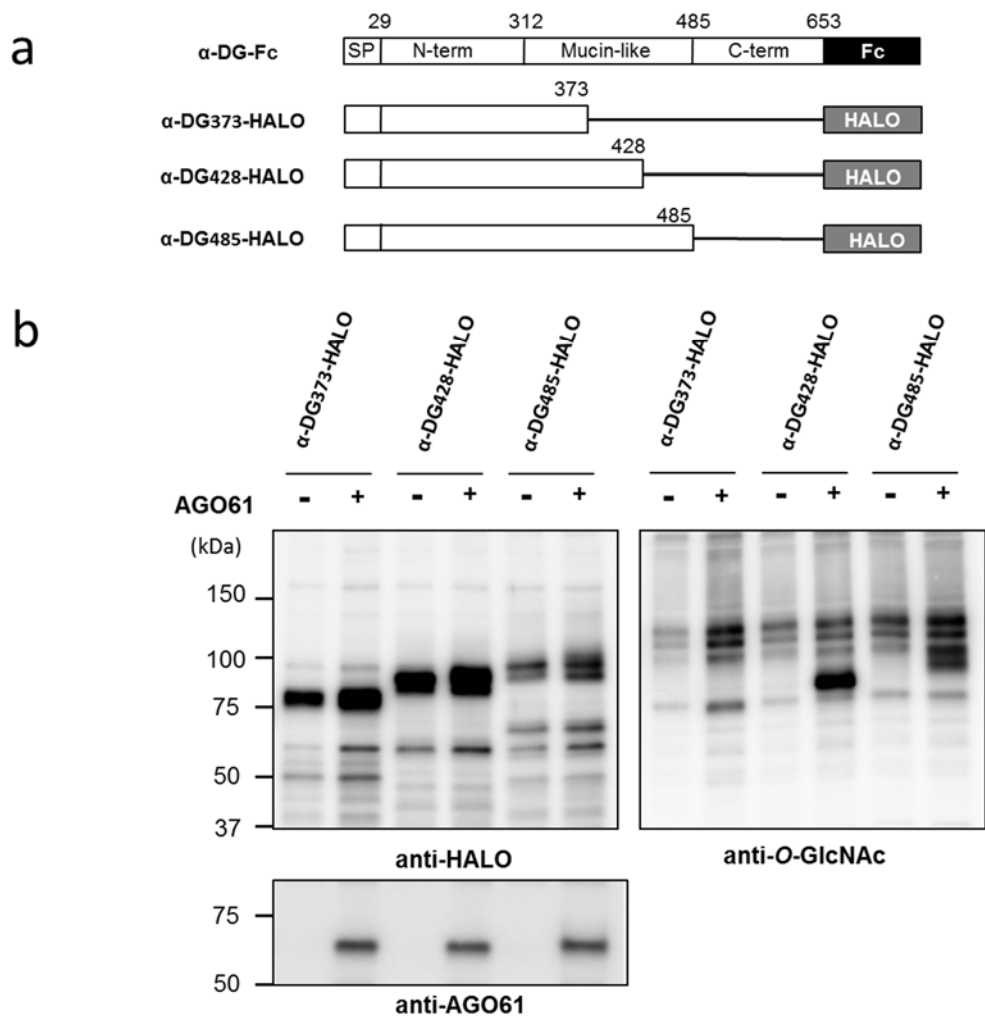 a
29 312 485 653
α-DG-Fc SP N-term Mucin-like C-term Fc
373
α-DG373-HALO HALO
428
α-DG428-HALO HALO
485
α-DG485-HALO HALO
b
α-DG373-HALO α-DG428-HALO α-DG485-HALO α-DG373-HALO α-DG428-HALO α-DG485-HALO
AGO61 - + - + - + - + - + - +
(kDa)
150
100
75
50
37
anti-HALO anti-O-GlcNAc
75
50
anti-AGO61